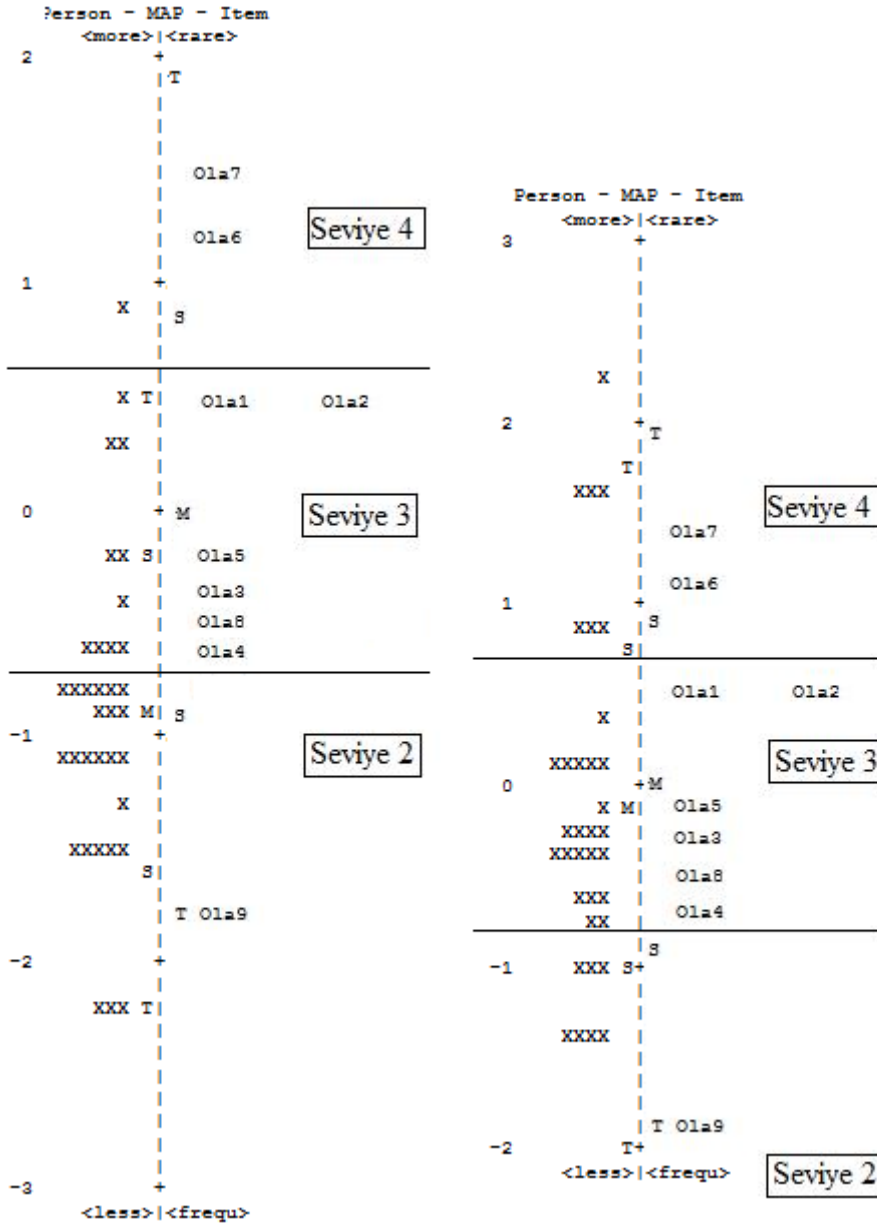 Person - MAP - Item
<more>|<rare>
2 +
|T
|
|
|
| Ola7
|
|
| Ola6 Seviye 4
|
1 +
X |
| S
|
|
X T| Ola1 Ola2
|
XX |
|
|
0 + M Seviye 3
|
XX S| Ola5
|
| Ola3
X |
| Ola8
XXXX | Ola4
|
XXXXXX |
XXX M| S
-1 +
XXXXXX | Seviye 2
|
X |
|
XXXXX |
S|
|
| T Ola9
|
-2 +
|
XXX T|
|
|
|
|
|
|
|
-3 +
<less>|<frequ>
Person - MAP - Item
<more>|<rare>
3 +
|
|
|
|
|
X |
|
2 +
|T
T|
XXX | Seviye 4
|
| Ola7
|
| Ola6
1 +
XXX |S
S|
|
| Ola1 Ola2
X |
|
XXXXX | Seviye 3
0 +M
X M| Ola5
XXXX | Ola3
XXXXX |
| Ola8
XXX |
XX | Ola4
|S
-1 XXX S+
|
|
XXXX |
|
|
|
| T Ola9
-2 T+
<less>|<frequ> Seviye 2